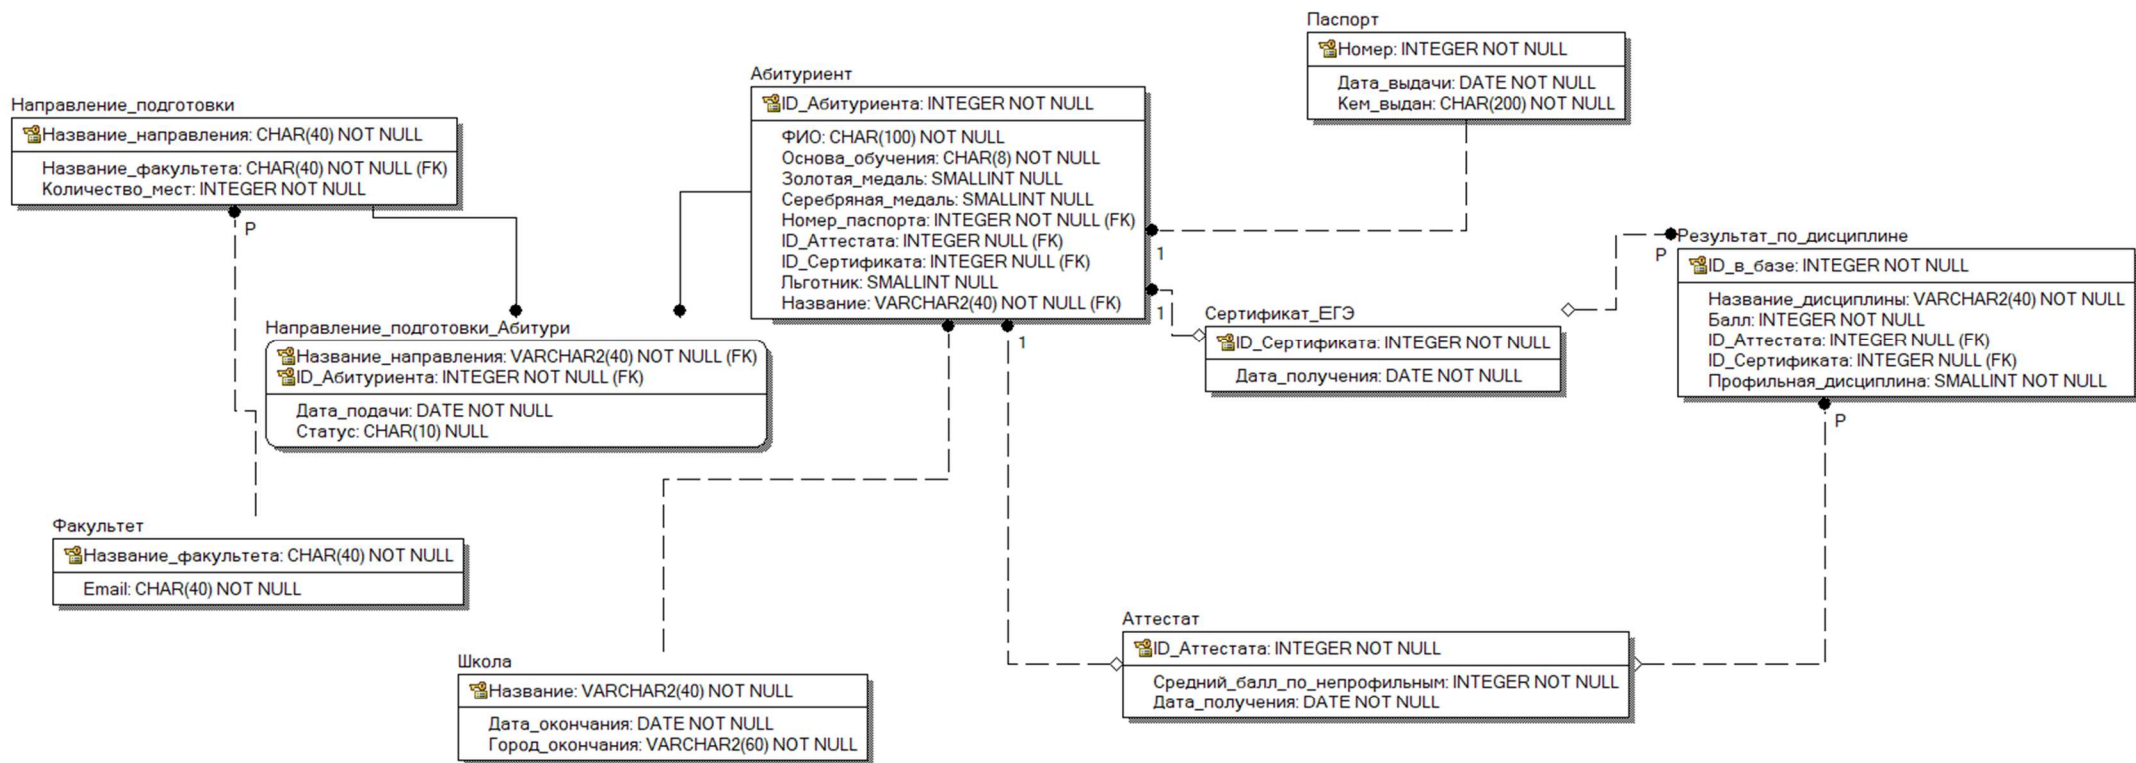 Направление_подготовки
Название_направления: CHAR(40) NOT NULL
Название_факультета: CHAR(40) NOT NULL (FK)
Количество_мест: INTEGER NOT NULL
P
Абитуриент
ID_Абитуриента: INTEGER NOT NULL
ФИО: CHAR(100) NOT NULL
Основа_обучения: CHAR(8) NOT NULL
Золотая_медаль: SMALLINT NULL
Серебряная_медаль: SMALLINT NULL
Номер_паспорта: INTEGER NOT NULL (FK)
ID_Аттестата: INTEGER NULL (FK)
ID_Сертификата: INTEGER NULL (FK)
Льготник: SMALLINT NULL
Название: VARCHAR2(40) NOT NULL (FK)
1
1
1
Паспорт
Номер: INTEGER NOT NULL
Дата_выдачи: DATE NOT NULL
Кем_выдан: CHAR(200) NOT NULL
Результат_по_дисциплине
P
ID_в_базе: INTEGER NOT NULL
Название_дисциплины: VARCHAR2(40) NOT NULL
Балл: INTEGER NOT NULL
ID_Аттестата: INTEGER NULL (FK)
ID_Сертификата: INTEGER NULL (FK)
Профильная_дисциплина: SMALLINT NOT NULL
P
Сертификат_ЕГЭ
ID_Сертификата: INTEGER NOT NULL
Дата_получения: DATE NOT NULL
Направление_подготовки_Абитури
Название_направления: VARCHAR2(40) NOT NULL (FK)
ID_Абитуриента: INTEGER NOT NULL (FK)
Дата_подачи: DATE NOT NULL
Статус: CHAR(10) NULL
Факультет
Название_факультета: CHAR(40) NOT NULL
Email: CHAR(40) NOT NULL
Школа
Название: VARCHAR2(40) NOT NULL
Дата_окончания: DATE NOT NULL
Город_окончания: VARCHAR2(60) NOT NULL
Аттестат
ID_Аттестата: INTEGER NOT NULL
Средний_балл_по_непрофильным: INTEGER NOT NULL
Дата_получения: DATE NOT NULL